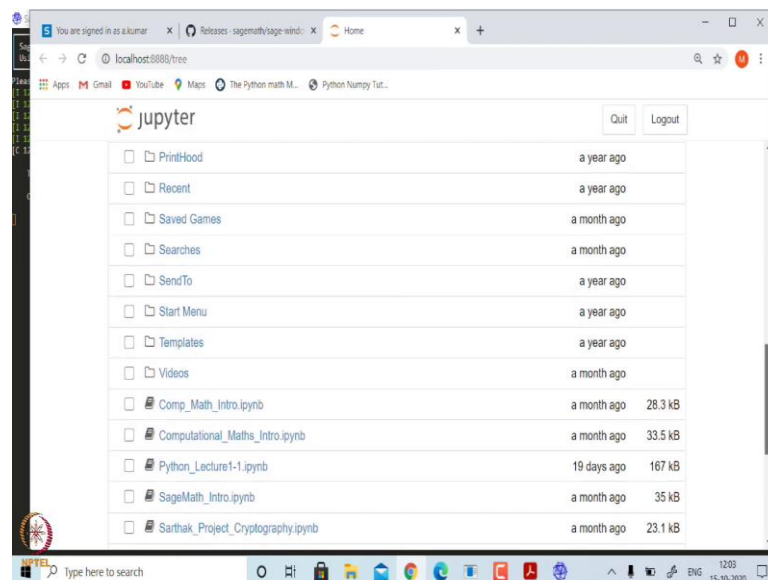 You are signed in as a.kumar
Releases · sagemath/sage-windo
Home
localhost:8888/tree
Apps
Gmail
YouTube
Maps
The Python math M...
Python Numpy Tut...
jupyter
Quit
Logout
PrintHood a year ago
Recent a year ago
Saved Games a month ago
Searches a month ago
SendTo a year ago
Start Menu a year ago
Templates a year ago
Videos a month ago
Comp_Math_Intro.ipynb a month ago 28.3 kB
Computational_Maths_Intro.ipynb a month ago 33.5 kB
Python_Lecture1-1.ipynb 19 days ago 167 kB
SageMath_Intro.ipynb a month ago 35 kB
Sarthak_Project_Cryptography.ipynb a month ago 23.1 kB
NPTEL
Type here to search
ENG
12:03
15-10-2020